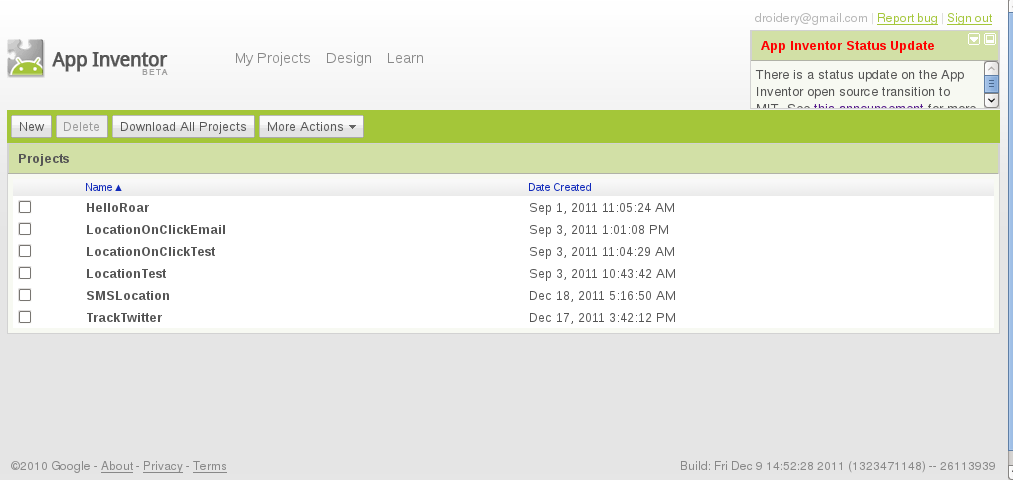 droidery@gmail.com | Report bug | Sign out
App Inventor
BETA
My Projects Design Learn
App Inventor Status Update
There is a status update on the App
Inventor open source transition to
MIT. See this announcement for more
New Delete Download All Projects More Actions
Projects
Name▲ Date Created
HelloRoar Sep 1, 2011 11:05:24 AM
LocationOnClickEmail Sep 3, 2011 1:01:08 PM
LocationOnClickTest Sep 3, 2011 11:04:29 AM
LocationTest Sep 3, 2011 10:43:42 AM
SMSLocation Dec 18, 2011 5:16:50 AM
TrackTwitter Dec 17, 2011 3:42:12 PM
©2010 Google - About - Privacy - Terms
Build: Fri Dec 9 14:52:28 2011 (1323471148) -- 26113939